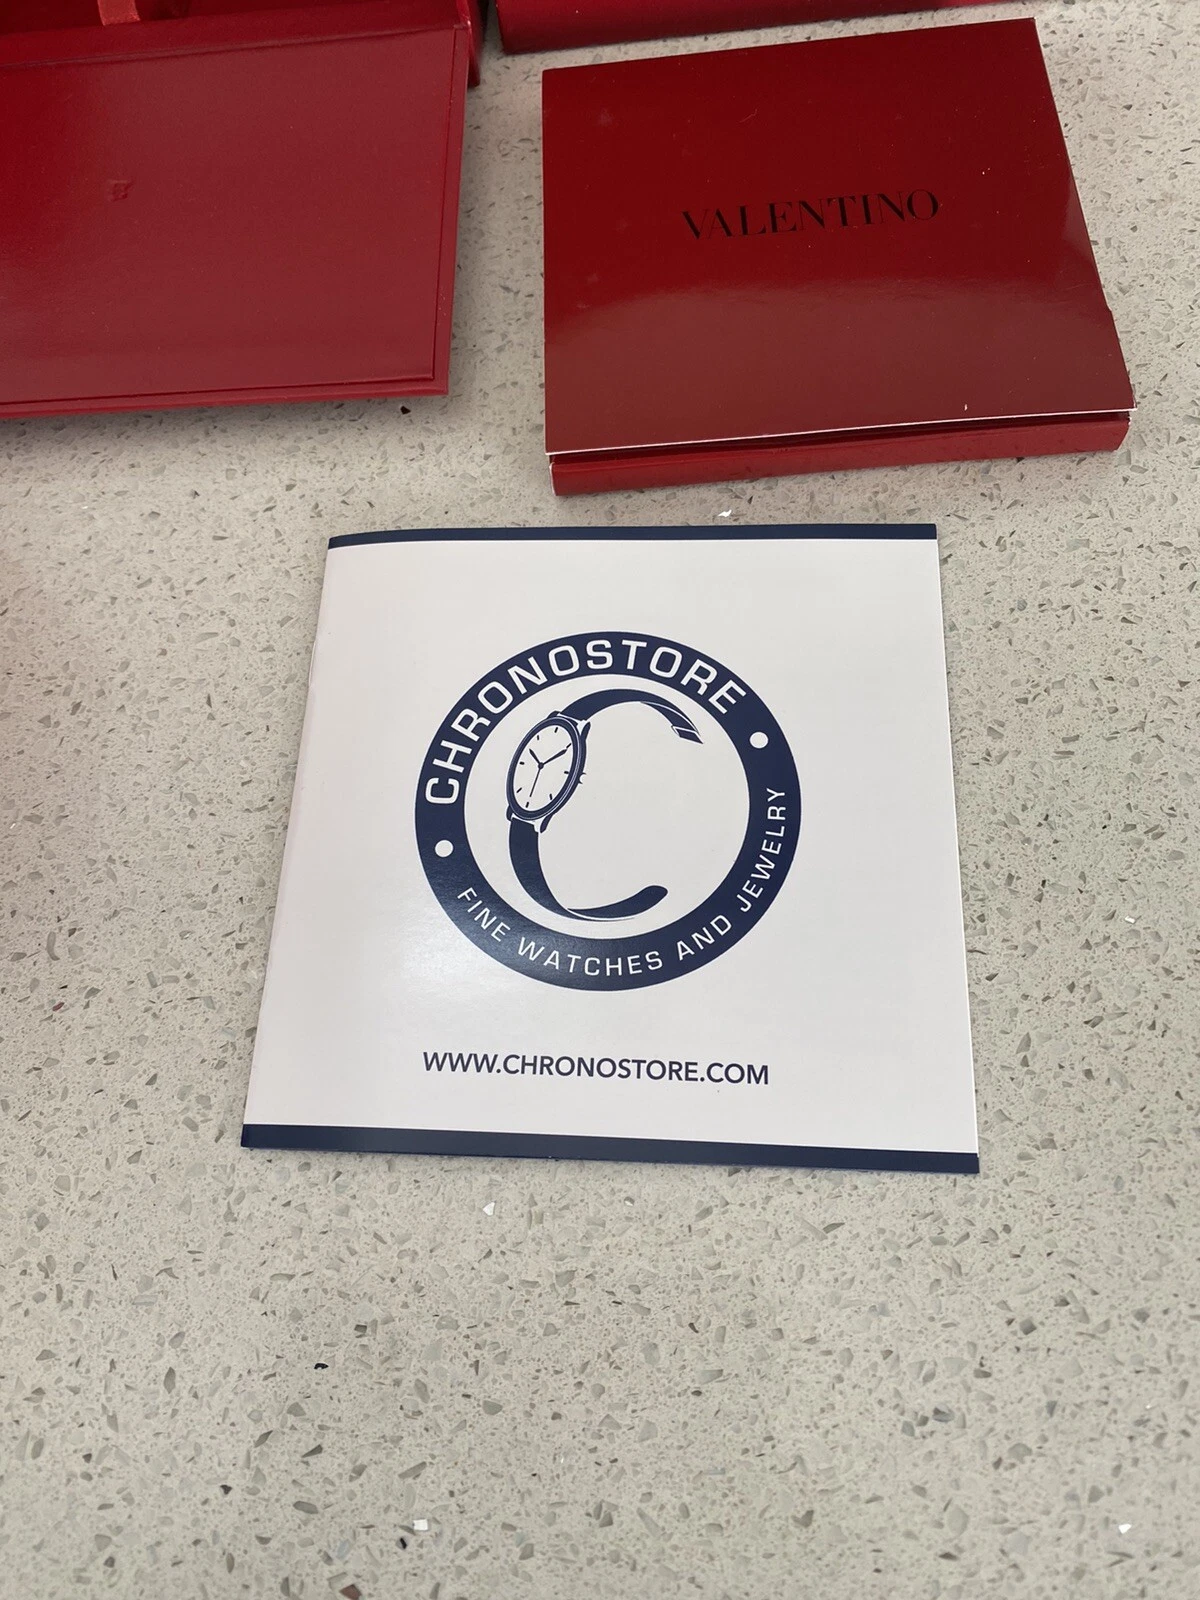 VALENTINO
CHRONOSTORE
FINE WATCHES AND JEWELRY
WWW.CHRONOSTORE.COM